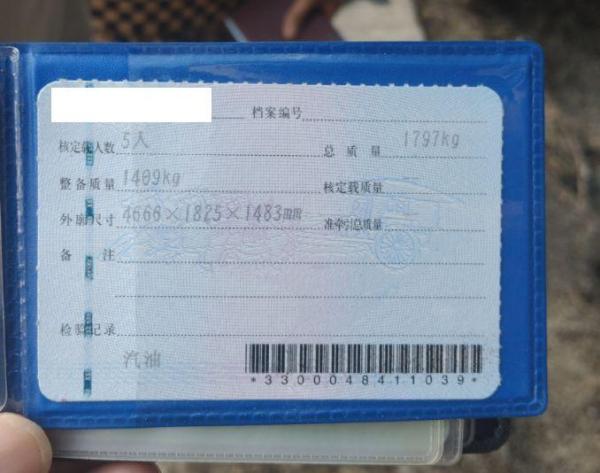 档案编号
核定载人数 5人 总质量 1797kg
整备质量 1409kg 核定载质量
外廓尺寸 4666×1825×1483mm 准牵引总质量
备注
检验记录
汽油
*3300048411039*